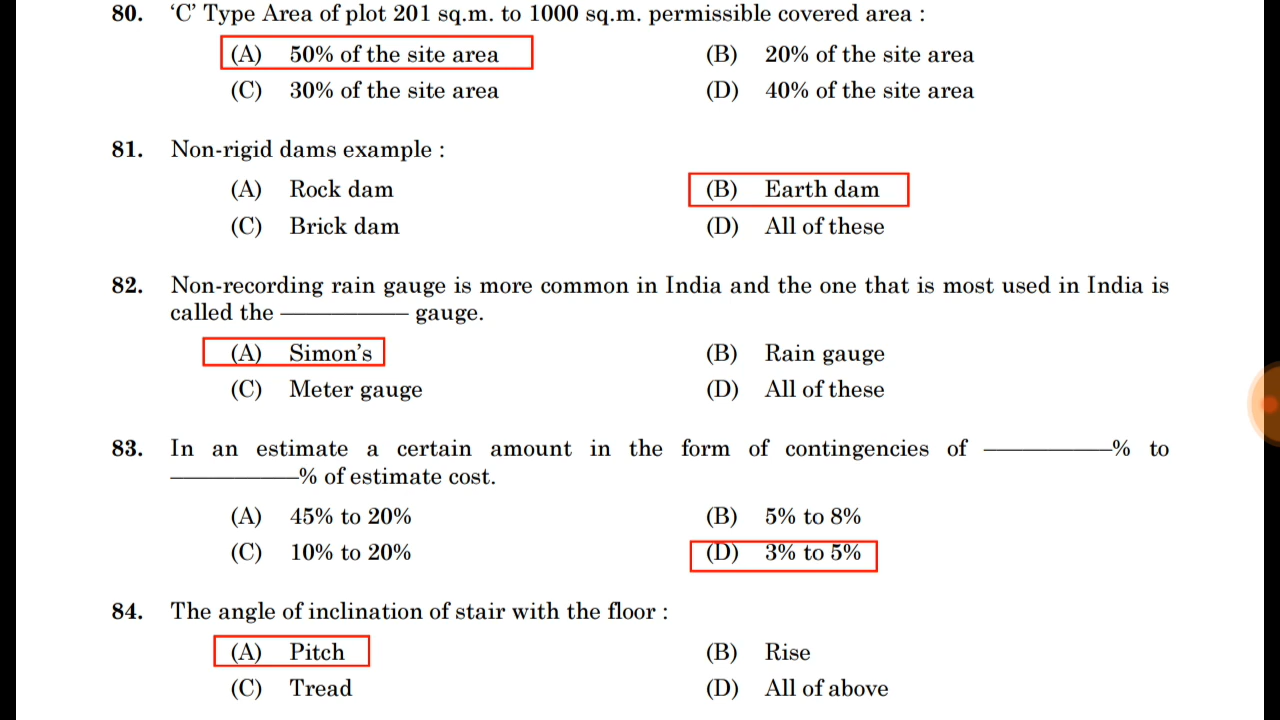 80. ‘C’ Type Area of plot 201 sq.m. to 1000 sq.m. permissible covered area :
(A) 50% of the site area (B) 20% of the site area
(C) 30% of the site area (D) 40% of the site area
81. Non-rigid dams example :
(A) Rock dam (B) Earth dam
(C) Brick dam (D) All of these
82. Non-recording rain gauge is more common in India and the one that is most used in India is
called the __________ gauge.
(A) Simon’s (B) Rain gauge
(C) Meter gauge (D) All of these
83. In an estimate a certain amount in the form of contingencies of __________% to
__________% of estimate cost.
(A) 45% to 20% (B) 5% to 8%
(C) 10% to 20% (D) 3% to 5%
84. The angle of inclination of stair with the floor :
(A) Pitch (B) Rise
(C) Tread (D) All of above